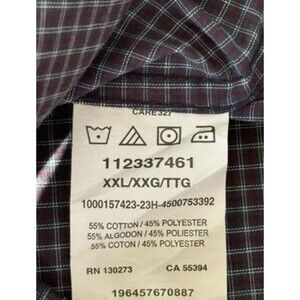 CARE327
112337461
XXL/XXG/TTG
1000157423-23H-4500753392
55% COTTON / 45% POLYESTER
55% ALGODON / 45% POLIESTER
55% COTON / 45% POLYESTER
RN 130273 CA 55394
196457670887